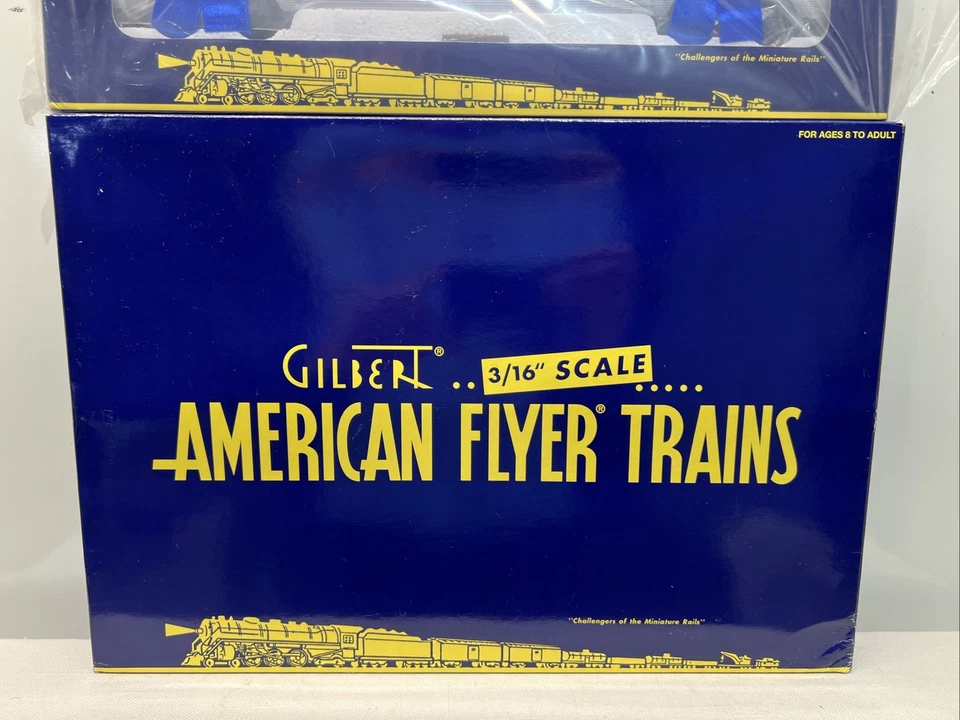 "Challengers of the Miniature Rails"
FOR AGES 8 TO ADULT
GILBERT® .. 3/16" SCALE .....
AMERICAN FLYER® TRAINS
"Challengers of the Miniature Rails"